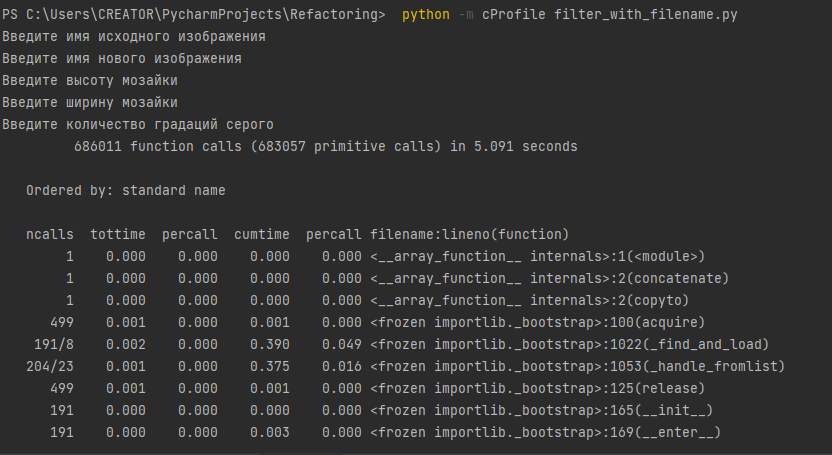 PS C:\Users\CREATOR\PycharmProjects\Refactoring>  python -m cProfile filter_with_filename.py
Введите имя исходного изображения
Введите имя нового изображения
Введите высоту мозайки
Введите ширину мозайки
Введите количество градаций серого
         686011 function calls (683057 primitive calls) in 5.091 seconds
   Ordered by: standard name
   ncalls  tottime  percall  cumtime  percall filename:lineno(function)
        1    0.000    0.000    0.000    0.000 <__array_function__ internals>:1(<module>)
        1    0.000    0.000    0.000    0.000 <__array_function__ internals>:2(concatenate)
        1    0.000    0.000    0.000    0.000 <__array_function__ internals>:2(copyto)
      499    0.001    0.000    0.001    0.000 <frozen importlib._bootstrap>:100(acquire)
    191/8    0.002    0.000    0.390    0.049 <frozen importlib._bootstrap>:1022(_find_and_load)
   204/23    0.001    0.000    0.375    0.016 <frozen importlib._bootstrap>:1053(_handle_fromlist)
      499    0.001    0.000    0.001    0.000 <frozen importlib._bootstrap>:125(release)
      191    0.000    0.000    0.000    0.000 <frozen importlib._bootstrap>:165(__init__)
      191    0.000    0.000    0.003    0.000 <frozen importlib._bootstrap>:169(__enter__)